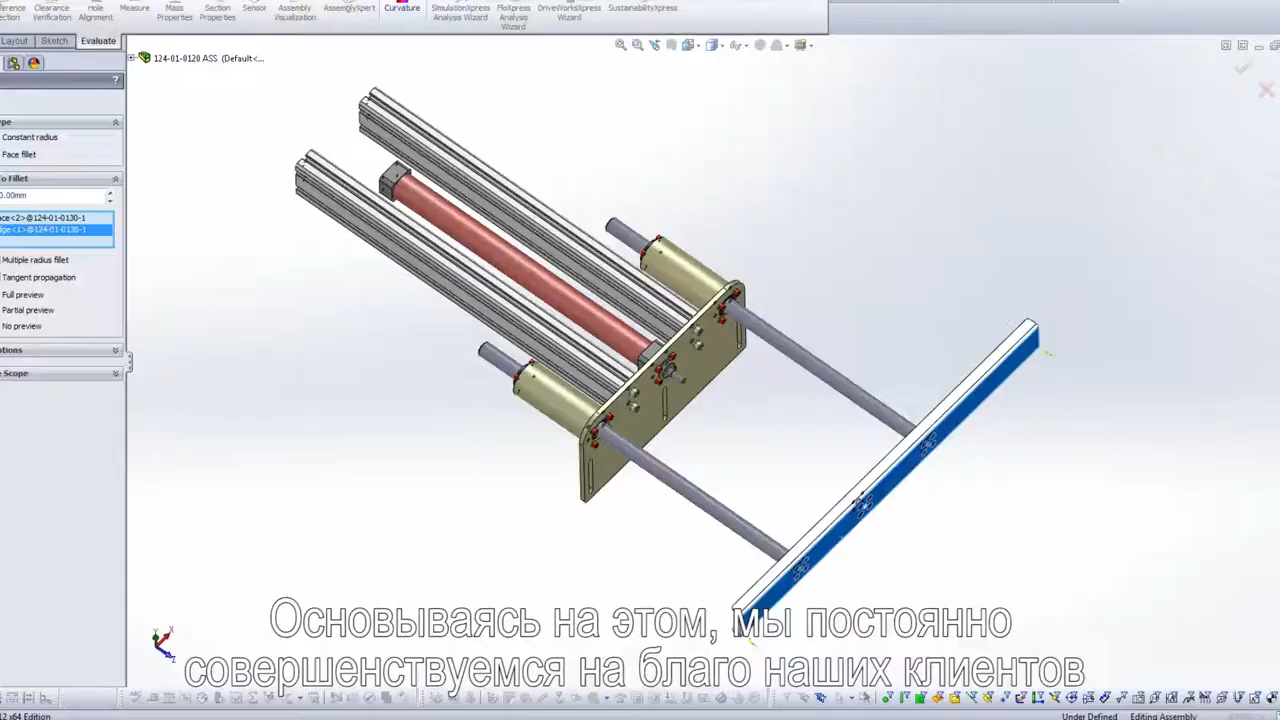 Clearance Verification
Hole Alignment
Measure
Mass Properties
Section Properties
Sensor
Assembly Visualization
AssemblyXpert
Curvature
SimulationXpress Analysis Wizard
FloXpress Analysis Wizard
DriveWorksXpress Wizard
SustainabilityXpress
Layout
Sketch
Evaluate
124-01-0120 ASS (Default<...
?
Constant radius
Face fillet
To Fillet
0.00mm
ace<2>@124-01-0130-1
dge<1>@124-01-0130-1
Multiple radius fillet
Tangent propagation
Full preview
Partial preview
No preview
ptions
e Scope
Основываясь на этом, мы постоянно
совершенствуемся на благо наших клиентов
12 x64 Edition
Under Defined
Editing Assembly